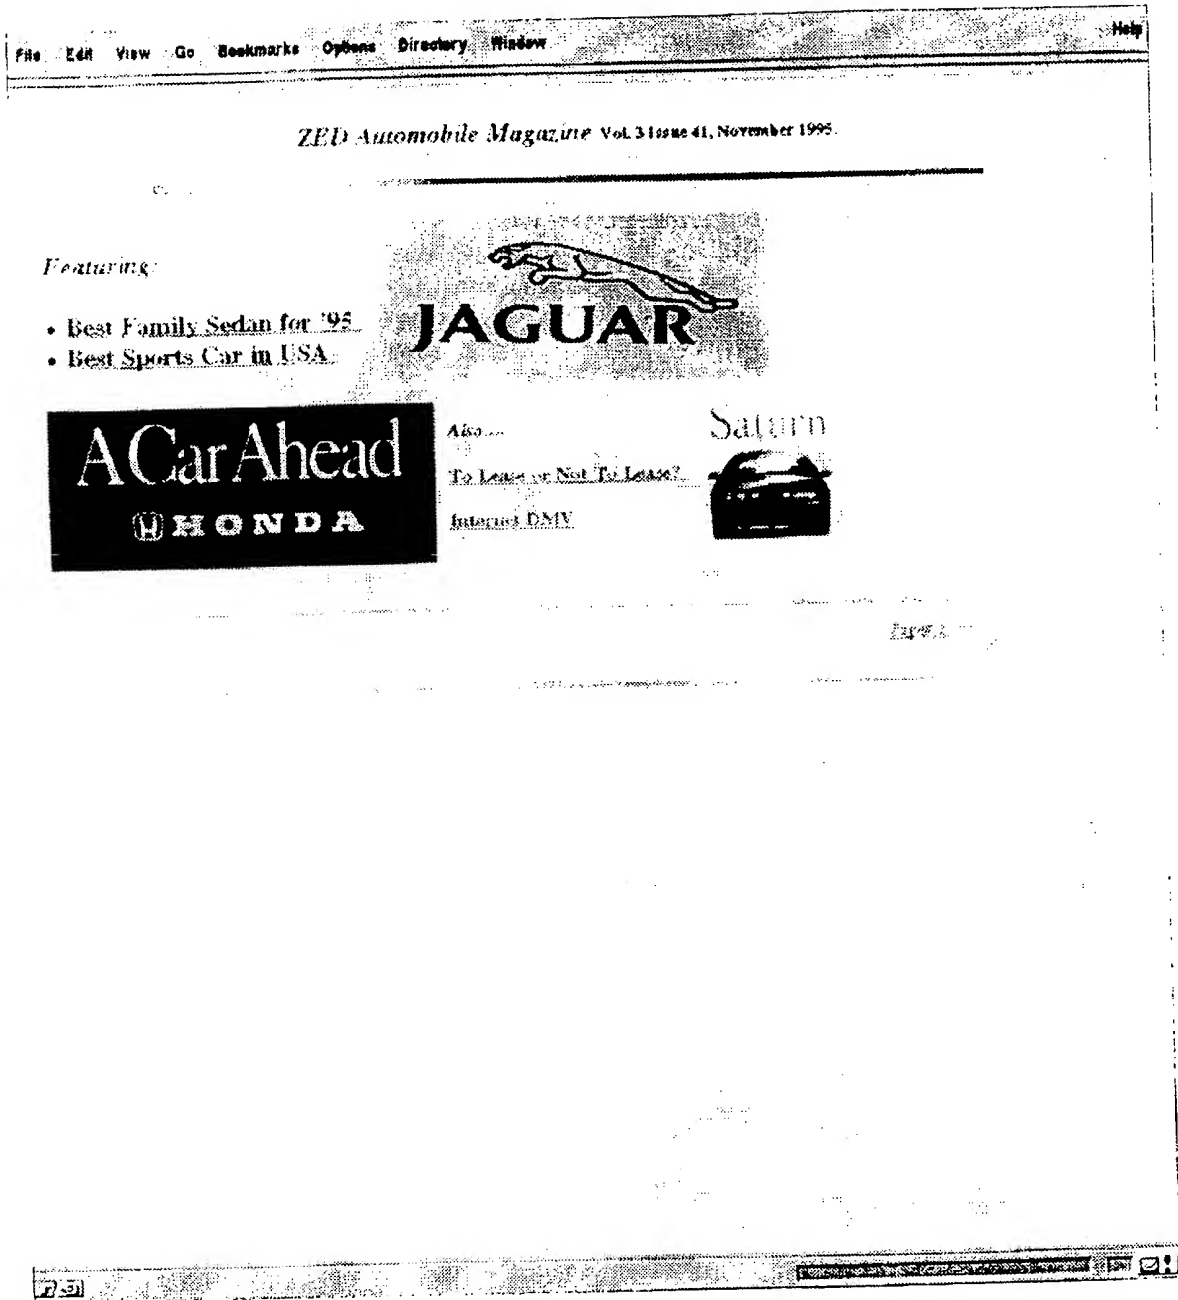 File Edit View Go Bookmarks Options Directory Window Help
ZED Automobile Magazine Vol. 3 Issue 41, November 1995.
Featuring:
• Best Family Sedan for '95
• Best Sports Car in USA
JAGUAR
A Car Ahead
HONDA
Also....
To Lease or Not To Lease?
Internet DMV
Saturn